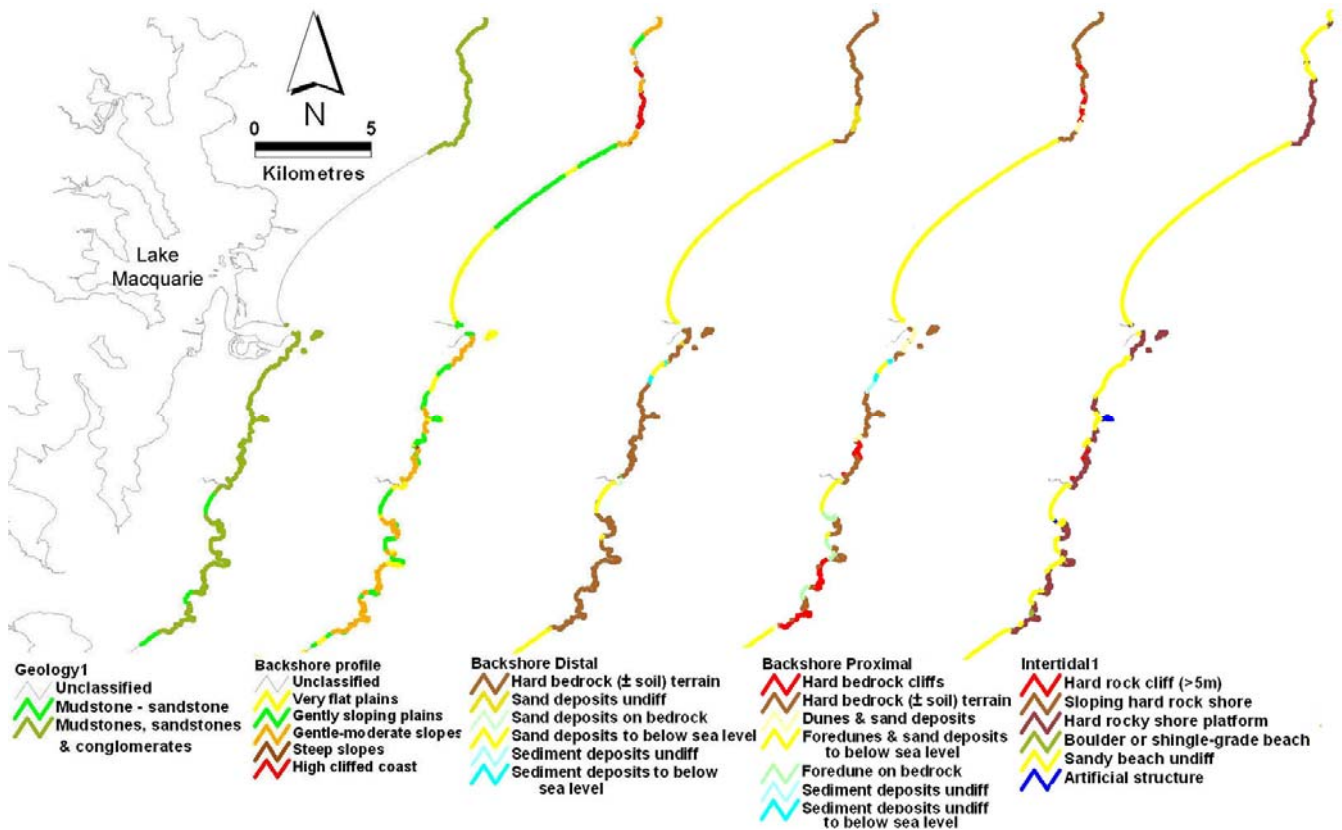 N
0 5
Kilometres
Lake
Macquarie
Geology1
Unclassified
Mudstone - sandstone
Mudstones, sandstones
& conglomerates
Backshore profile
Unclassified
Very flat plains
Gently sloping plains
Gentle-moderate slopes
Steep slopes
High cliffed coast
Backshore Distal
Hard bedrock (± soil) terrain
Sand deposits undiff
Sand deposits on bedrock
Sand deposits to below sea level
Sediment deposits undiff
Sediment deposits to below
sea level
Backshore Proximal
Hard bedrock cliffs
Hard bedrock (± soil) terrain
Dunes & sand deposits
Foredunes & sand deposits
to below sea level
Foredune on bedrock
Sediment deposits undiff
Sediment deposits undiff
to below sea level
Intertidal1
Hard rock cliff (>5m)
Sloping hard rock shore
Hard rocky shore platform
Boulder or shingle-grade beach
Sandy beach undiff
Artificial structure